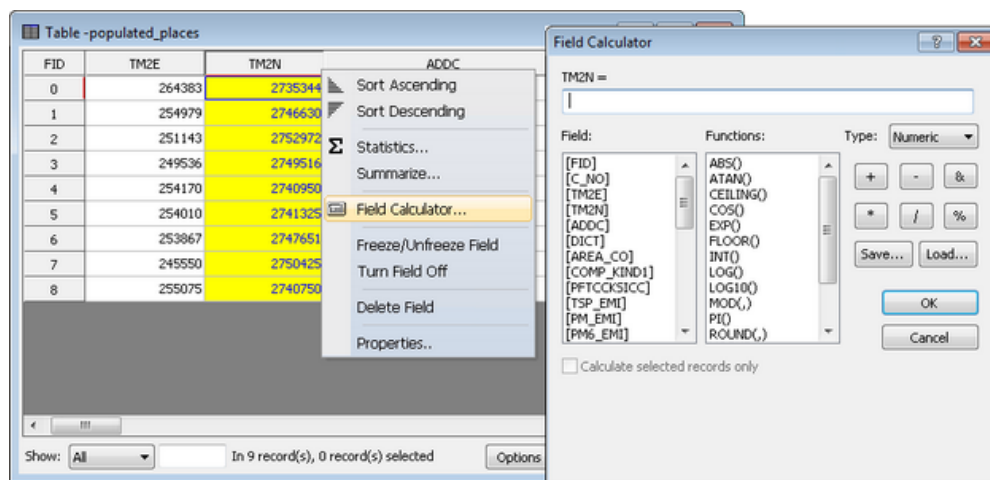 Table -populated_places
FID TM2E TM2N ADDC
0 264383 2735344
1 254979 2746630
2 251143 2752972
3 249536 2749516
4 254170 2740950
5 254010 2741325
6 253867 2747651
7 245550 2750425
8 255075 2740750
Sort Ascending
Sort Descending
Σ Statistics...
Summarize...
Field Calculator...
Freeze/Unfreeze Field
Turn Field Off
Delete Field
Properties..
Show: All In 9 record(s), 0 record(s) selected Options
Field Calculator
TM2N =
Field: Functions: Type: Numeric
[FID]
[C_NO]
[TM2E]
[TM2N]
[ADDC]
[DICT]
[AREA_CO]
[COMP_KIND1]
[PFTCCKSICC]
[TSP_EMI]
[PM_EMI]
[PM6_EMI]
ABS()
ATAN()
CEILING()
COS()
EXP()
FLOOR()
INT()
LOG()
LOG10()
MOD(,)
PI()
ROUND(,)
+ - &
* / %
Save... Load...
OK
Cancel
Calculate selected records only